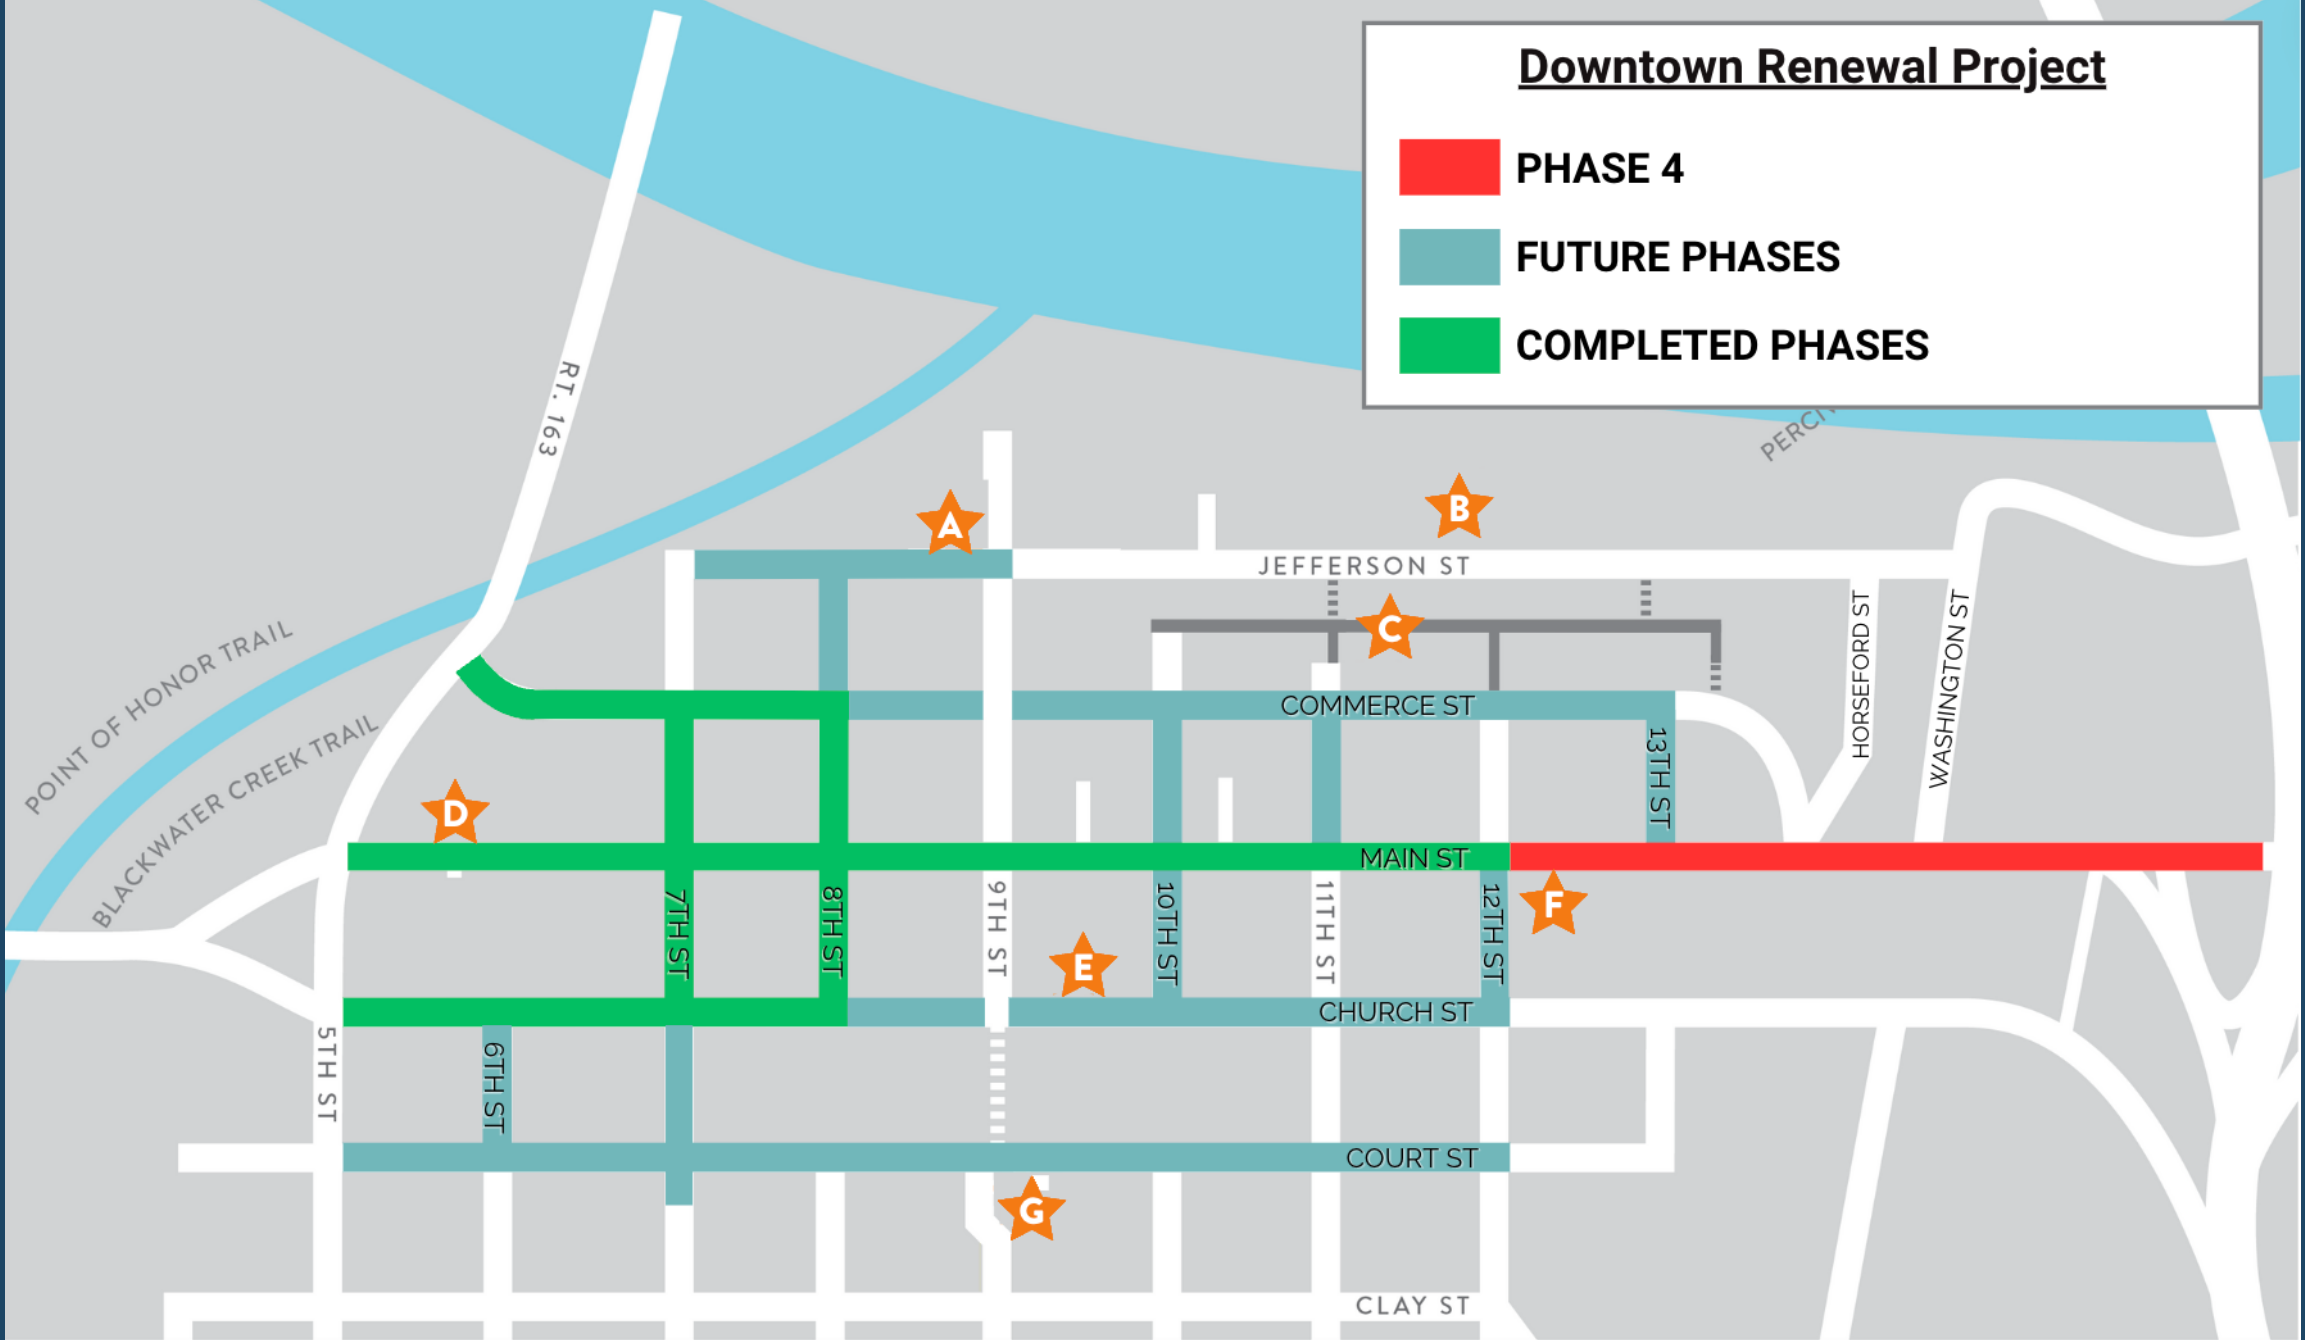 Downtown Renewal Project
PHASE 4
FUTURE PHASES
COMPLETED PHASES
RT. 163
A
B
JEFFERSON ST
C
POINT OF HONOR TRAIL
BLACKWATER CREEK TRAIL
COMMERCE ST
13TH ST
HORSEFORD ST
WASHINGTON ST
D
MAIN ST
7TH ST
8TH ST
9TH ST
10TH ST
11TH ST
12TH ST
F
E
CHURCH ST
5TH ST
6TH ST
COURT ST
G
CLAY ST